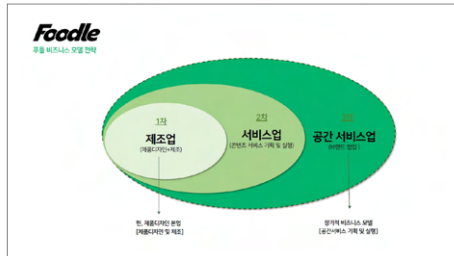 Foodle
푸들 비즈니스 모델 전략
1차
제조업
(제품디자인+제조)
2차
서비스업
(콘텐츠 서비스 기획 및 실행)
3차
공간 서비스업
(브랜드 협업)
현, 제품디자인 본업
[제품디자인 및 제조]
장기적 비즈니스 모델
[공간서비스 기획 및 실행]